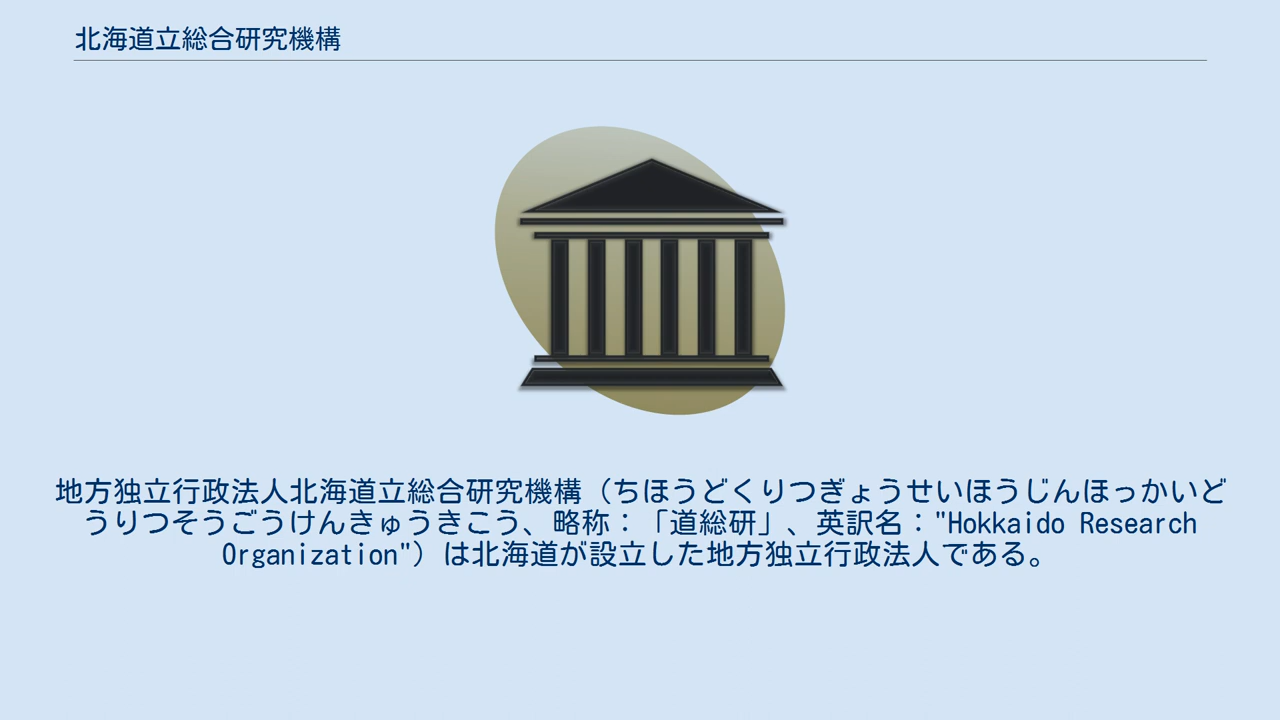 北海道立総合研究機構
地方独立行政法人北海道立総合研究機構（ちほうどくりつぎょうせいほうじんほっかいど
うりつそうごうけんきゅうきこう、略称：「道総研」、英訳名："Hokkaido Research
Organization"）は北海道が設立した地方独立行政法人である。